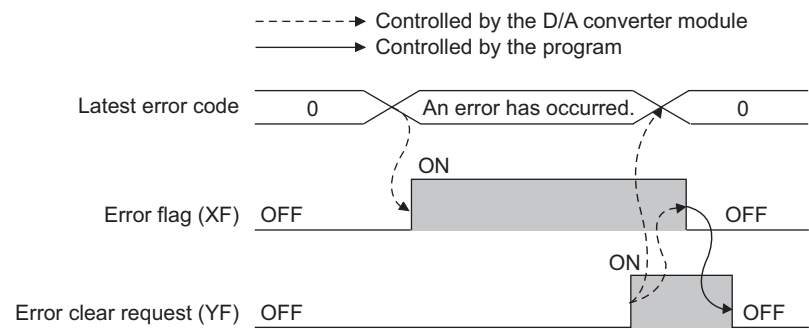 Controlled by the D/A converter module
Controlled by the program
Latest error code 0 An error has occurred. 0
ON
Error flag (XF) OFF OFF
ON
Error clear request (YF) OFF OFF